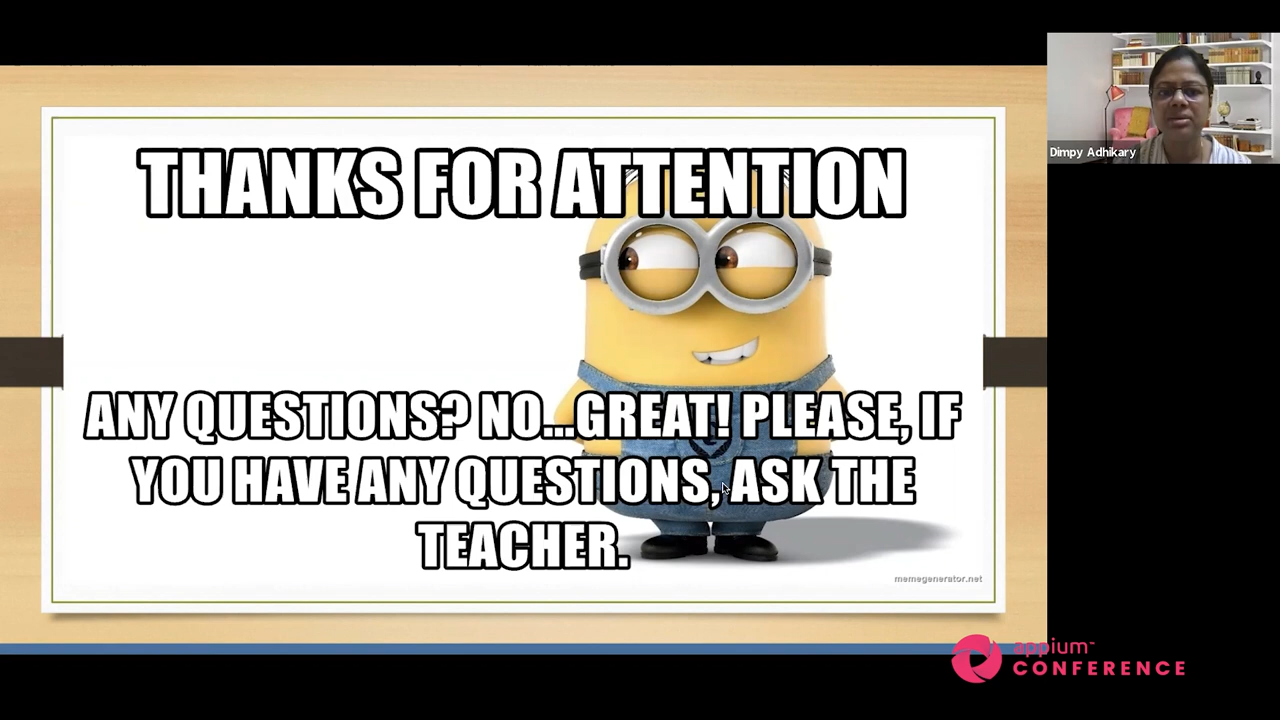 THANKS FOR ATTENTION
ANY QUESTIONS? NO...GREAT! PLEASE, IF
YOU HAVE ANY QUESTIONS, ASK THE
TEACHER.
memegenerator.net
Dimpy Adhikary
appium™
CONFERENCE